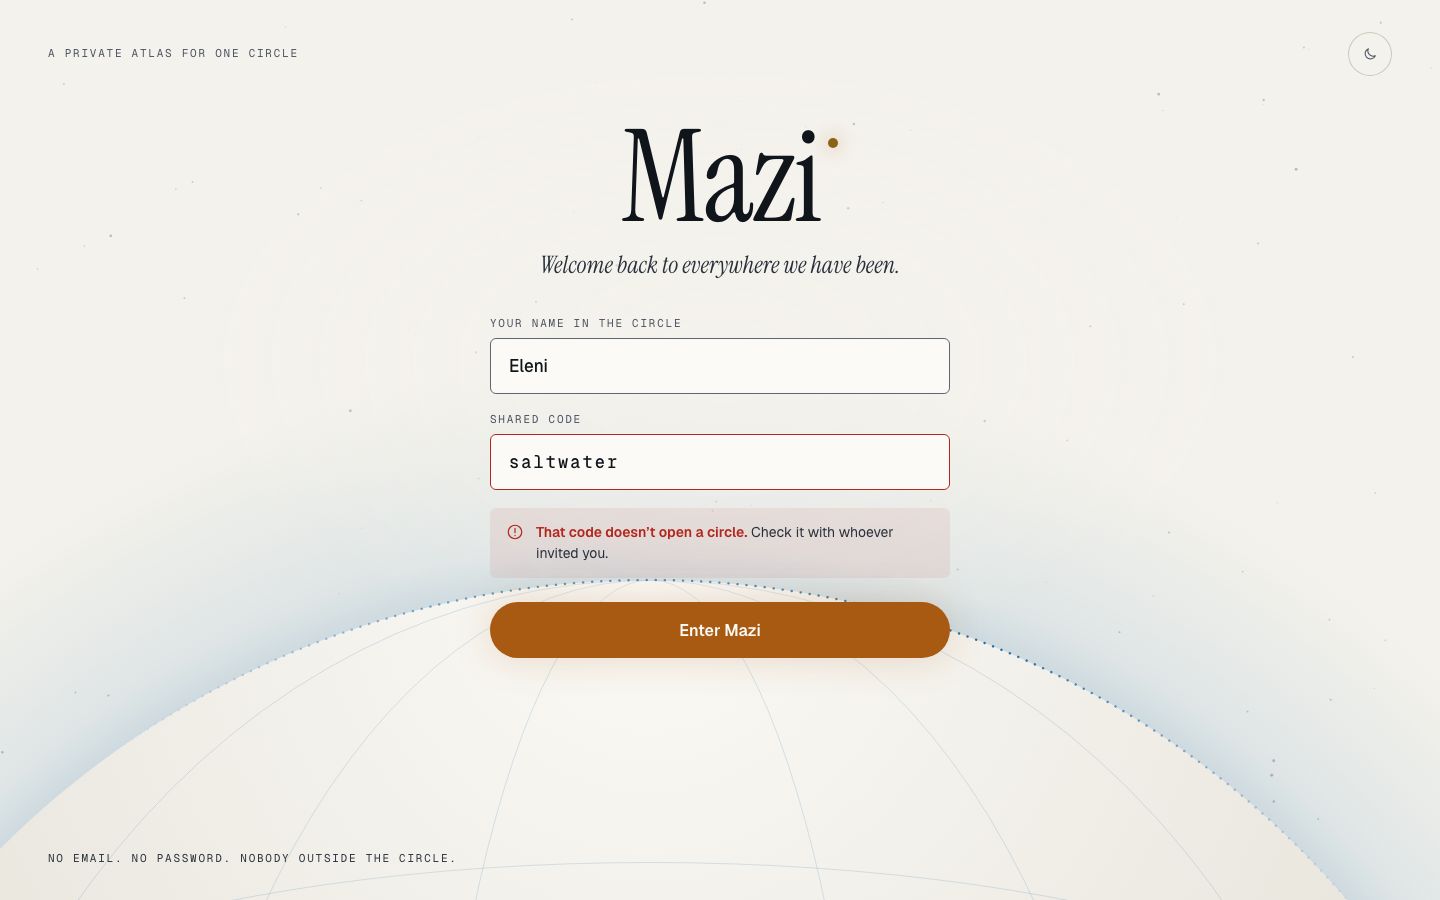 A PRIVATE ATLAS FOR ONE CIRCLE
Mazi
Welcome back to everywhere we have been.
YOUR NAME IN THE CIRCLE
Eleni
SHARED CODE
saltwater
That code doesn’t open a circle. Check it with whoever
invited you.
Enter Mazi
NO EMAIL. NO PASSWORD. NOBODY OUTSIDE THE CIRCLE.